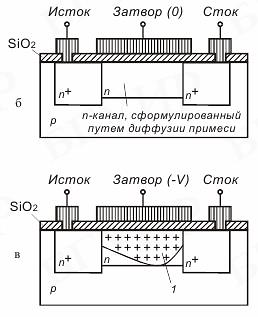 Исток Затвор (0) Сток
SiO2
n+ n n+
б
n-канал, сформулированный
p путем диффузии примеси
Исток Затвор (-V) Сток
SiO2
в
n+ n n+
p 1